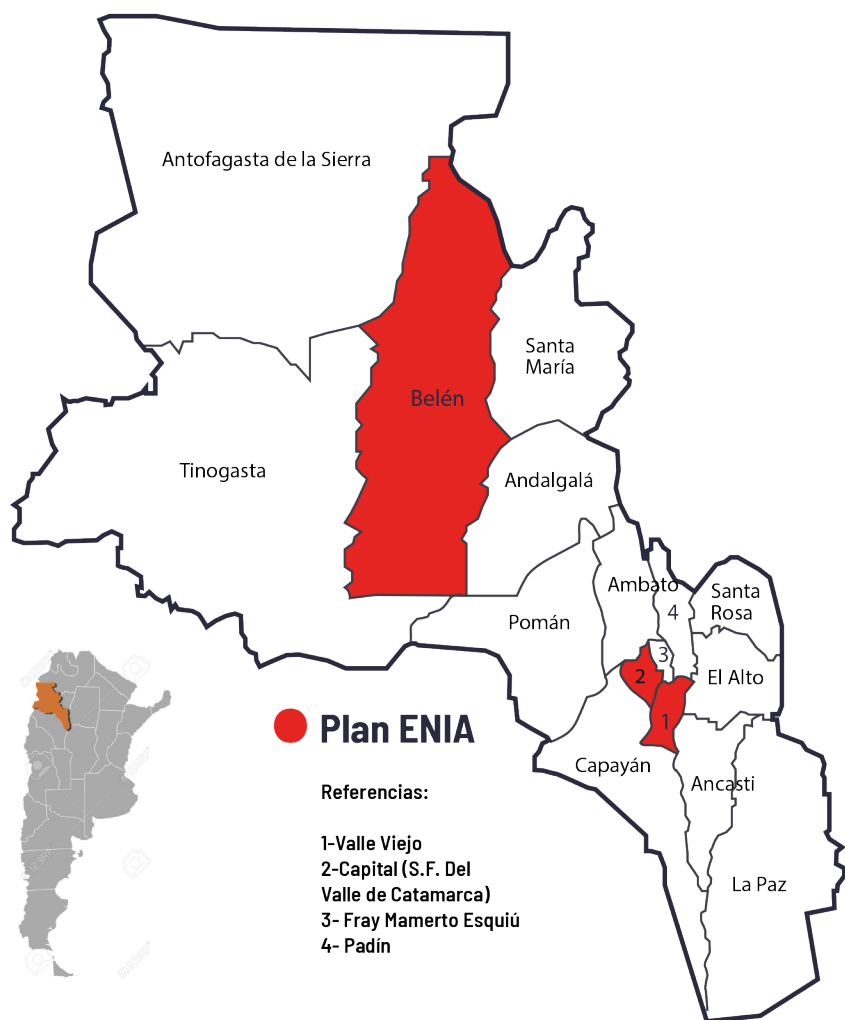 Antofagasta de la Sierra
Belén
Santa
María
Tinogasta
Andalgalá
Ambato
4
Santa
Rosa
Pomán
3
2
El Alto
1
Plan ENIA
Capayán
Ancasti
La Paz
Referencias:
1-Valle Viejo
2-Capital (S.F. Del
Valle de Catamarca)
3- Fray Mamerto Esquiú
4- Padín